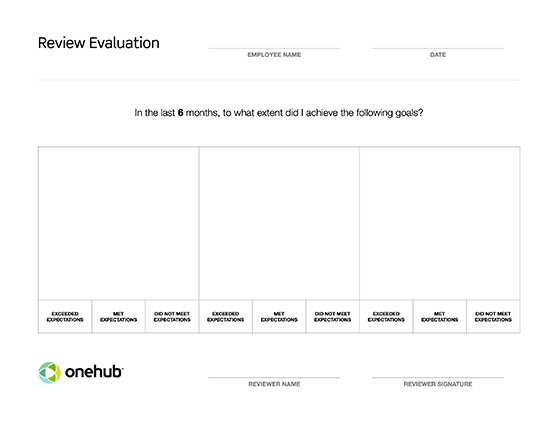 Review Evaluation
EMPLOYEE NAME
DATE
In the last 6 months, to what extent did I achieve the following goals?
EXCEEDED
EXPECTATIONS
MET
EXPECTATIONS
DID NOT MEET
EXPECTATIONS
EXCEEDED
EXPECTATIONS
MET
EXPECTATIONS
DID NOT MEET
EXPECTATIONS
EXCEEDED
EXPECTATIONS
MET
EXPECTATIONS
DID NOT MEET
EXPECTATIONS
onehub
REVIEWER NAME
REVIEWER SIGNATURE